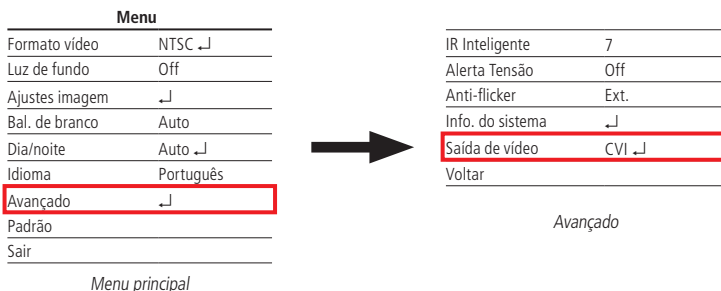 Menu
Formato vídeo NTSC ↲
Luz de fundo Off
Ajustes imagem ↲
Bal. de branco Auto
Dia/noite Auto ↲
Idioma Português
Avançado ↲
Padrão
Sair
Menu principal
IR Inteligente 7
Alerta Tensão Off
Anti-flicker Ext.
Info. do sistema ↲
Saída de vídeo CVI ↲
Voltar
Avançado